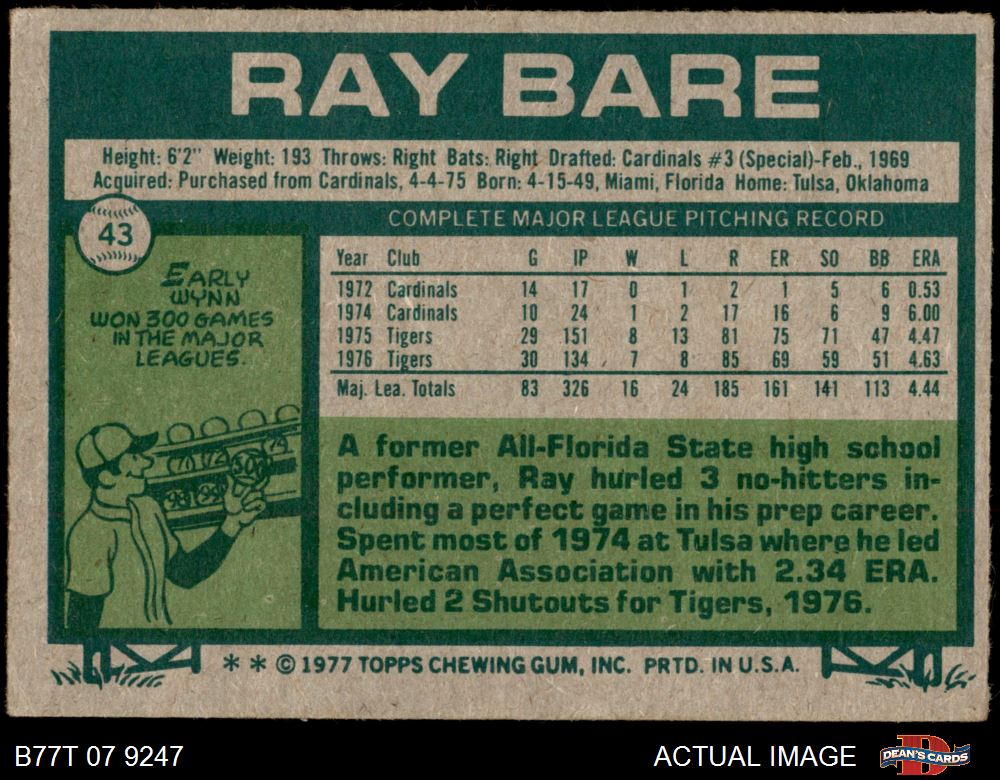 RAY BARE
Height: 6'2" Weight: 193 Throws: Right Bats: Right Drafted: Cardinals #3 (Special)-Feb., 1969
Acquired: Purchased from Cardinals, 4-4-75 Born: 4-15-49, Miami, Florida Home: Tulsa, Oklahoma
43
COMPLETE MAJOR LEAGUE PITCHING RECORD
Year Club G IP W L R ER SO BB ERA
1972 Cardinals 14 17 0 1 2 1 5 6 0.53
1974 Cardinals 10 24 1 2 17 16 6 9 6.00
1975 Tigers 29 151 8 13 81 75 71 47 4.47
1976 Tigers 30 134 7 8 85 69 59 51 4.63
Maj. Lea. Totals 83 326 16 24 185 161 141 113 4.44
EARLY
WYNN
WON 300 GAMES
IN THE MAJOR
LEAGUES.
71 72 300 74
98 99
A former All-Florida State high school
performer, Ray hurled 3 no-hitters in-
cluding a perfect game in his prep career.
Spent most of 1974 at Tulsa where he led
American Association with 2.34 ERA.
Hurled 2 Shutouts for Tigers, 1976.
* * © 1977 TOPPS CHEWING GUM, INC. PRTD. IN U.S.A.
B77T 07 9247
ACTUAL IMAGE
D
DEAN'S CARDS